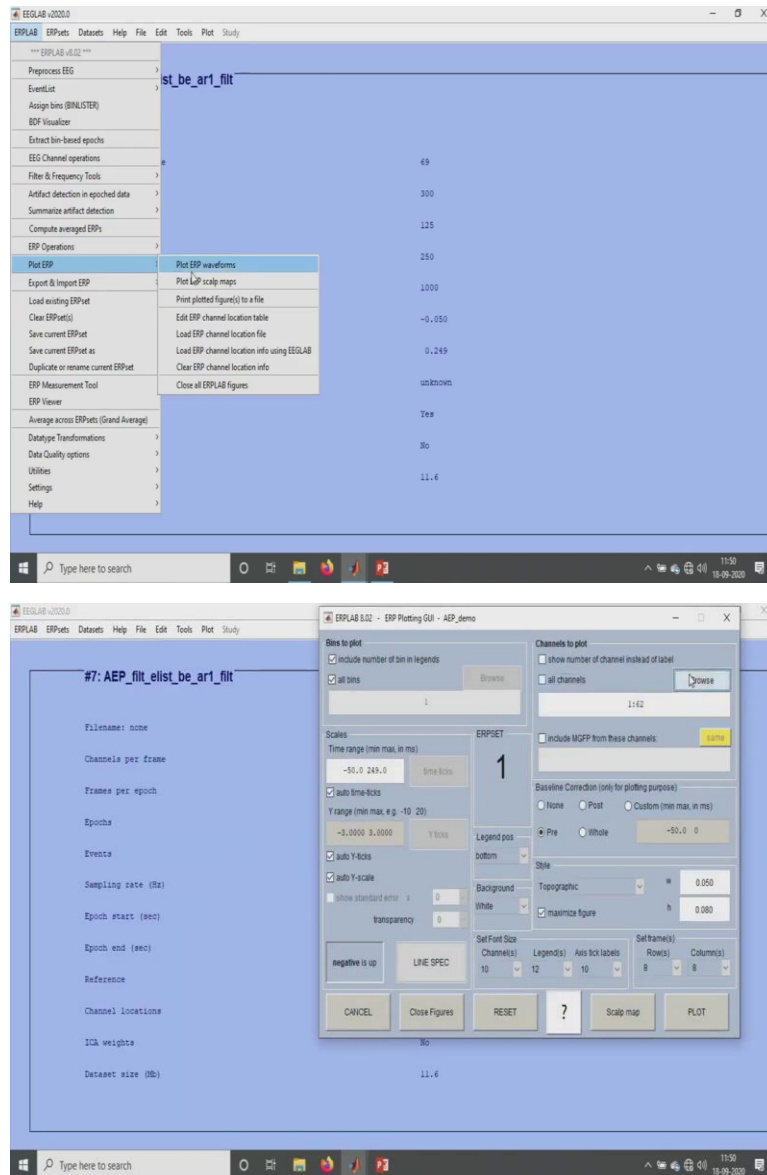 EEGLAB v2020.0
ERPLAB ERPsets Datasets Help File Edit Tools Plot Study
*** ERPLAB v8.02 ***
Preprocess EEG
EventList
Assign bins (BINLISTER)
BDF Visualizer
Extract bin-based epochs
EEG Channel operations
Filter & Frequency Tools
Artifact detection in epoched data
Summarize artifact detection
Compute averaged ERPs
ERP Operations
Plot ERP
Export & Import ERP
Load existing ERPset
Clear ERPset(s)
Save current ERPset
Save current ERPset as
Duplicate or rename current ERPset
ERP Measurement Tool
ERP Viewer
Average across ERPsets (Grand Average)
Datatype Transformations
Data Quality options
Utilities
Settings
Help
Plot ERP waveforms
Plot ERP scalp maps
Print plotted figure(s) to a file
Edit ERP channel location table
Load ERP channel location file
Load ERP channel location info using EEGLAB
Clear ERP channel location info
Close all ERPLAB figures
ist_be_ar1_filt
e 69
300
125
250
1000
-0.050
0.249
unknown
Yes
No
11.6
Type here to search
11:50
18-09-2020
EEGLAB v2020.0
ERPLAB ERPsets Datasets Help File Edit Tools Plot Study
#7: AEP_filt_elist_be_ar1_filt
Filename: none
Channels per frame
Frames per epoch
Epochs
Events
Sampling rate (Hz)
Epoch start (sec)
Epoch end (sec)
Reference
Channel locations
ICA weights No
Dataset size (Mb) 11.6
ERPLAB 8.02 - ERP Plotting GUI - AEP_demo
Bins to plot
include number of bin in legends
all bins Browse
1
Channels to plot
show number of channel instead of label
all channels Browse
1:62
include MGFP from these channels: same
Scales
Time range (min max, in ms)
-50.0 249.0 time ticks
auto time-ticks
Y range (min max, e.g. -10 20)
-3.0000 3.0000 Y ticks
auto Y-ticks
auto Y-scale
show standard error 0
transparency 0
negative is up LINE SPEC
ERPSET
1
Legend pos
bottom
Background
White
Baseline Correction (only for plotting purpose)
None Post Custom (min max, in ms)
Pre Whole -50.0 0
Style
Topographic w 0.050
maximize figure h 0.080
Set Font Size
Channel(s) Legend(s) Axis tick labels
10 12 10
Set frame(s)
Row(s) Column(s)
8 8
CANCEL Close Figures RESET ? Scalp map PLOT
Type here to search
11:50
18-09-2020